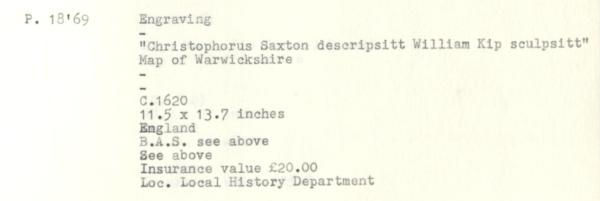 P. 18'69 Engraving
-
"Christophorus Saxton descripsitt William Kip sculpsitt"
Map of Warwickshire
-
-
C.1620
11.5 x 13.7 inches
England
B.A.S. see above
See above
Insurance value £20.00
Loc. Local History Department